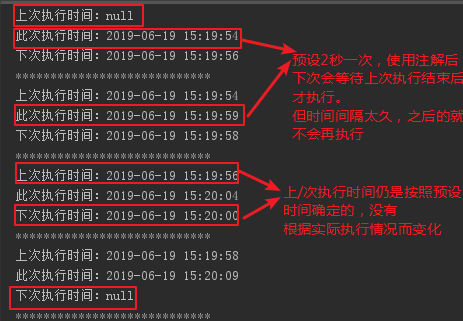 上次执行时间：null
此次执行时间：2019-06-19 15:19:54
下次执行时间：2019-06-19 15:19:56
****************************
上次执行时间：2019-06-19 15:19:54
此次执行时间：2019-06-19 15:19:59
下次执行时间：2019-06-19 15:19:58
****************************
上次执行时间：2019-06-19 15:19:56
此次执行时间：2019-06-19 15:20:04
下次执行时间：2019-06-19 15:20:00
****************************
上次执行时间：2019-06-19 15:19:58
此次执行时间：2019-06-19 15:20:09
下次执行时间：null
****************************
预设2秒一次，使用注解后
下次会等待上次执行结束后
才执行。
但时间间隔太久，之后的就
不会再执行
上/次执行时间仍是按照预设
时间确定的，没有
根据实际执行情况而变化